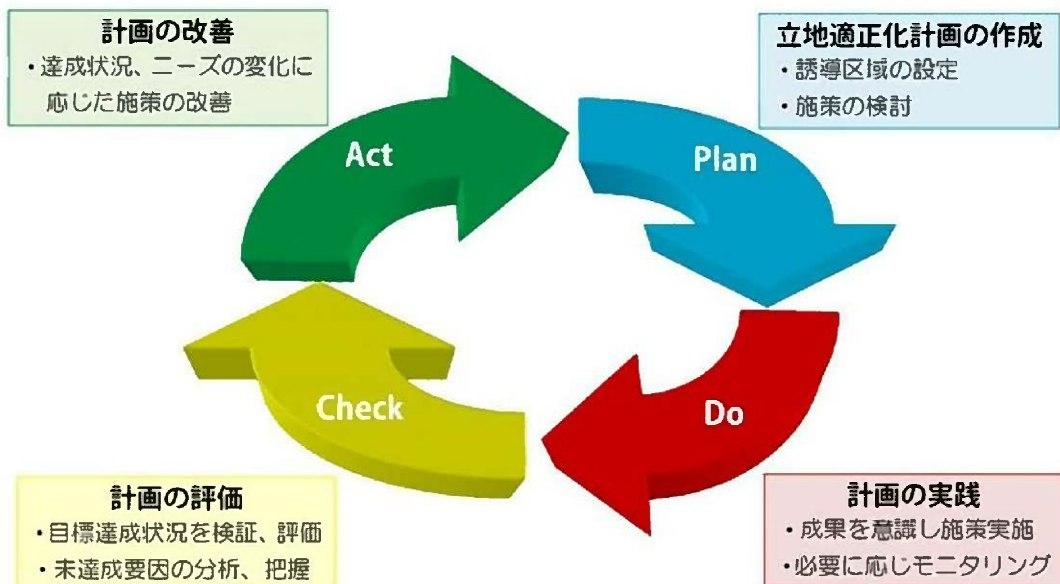 計画の改善
・達成状況、ニーズの変化に
応じた施策の改善
立地適正化計画の作成
・誘導区域の設定
・施策の検討
Act
Plan
Check
Do
計画の評価
・目標達成状況を検証、評価
・未達成要因の分析、把握
計画の実践
・成果を意識し施策実施
・必要に応じモニタリング